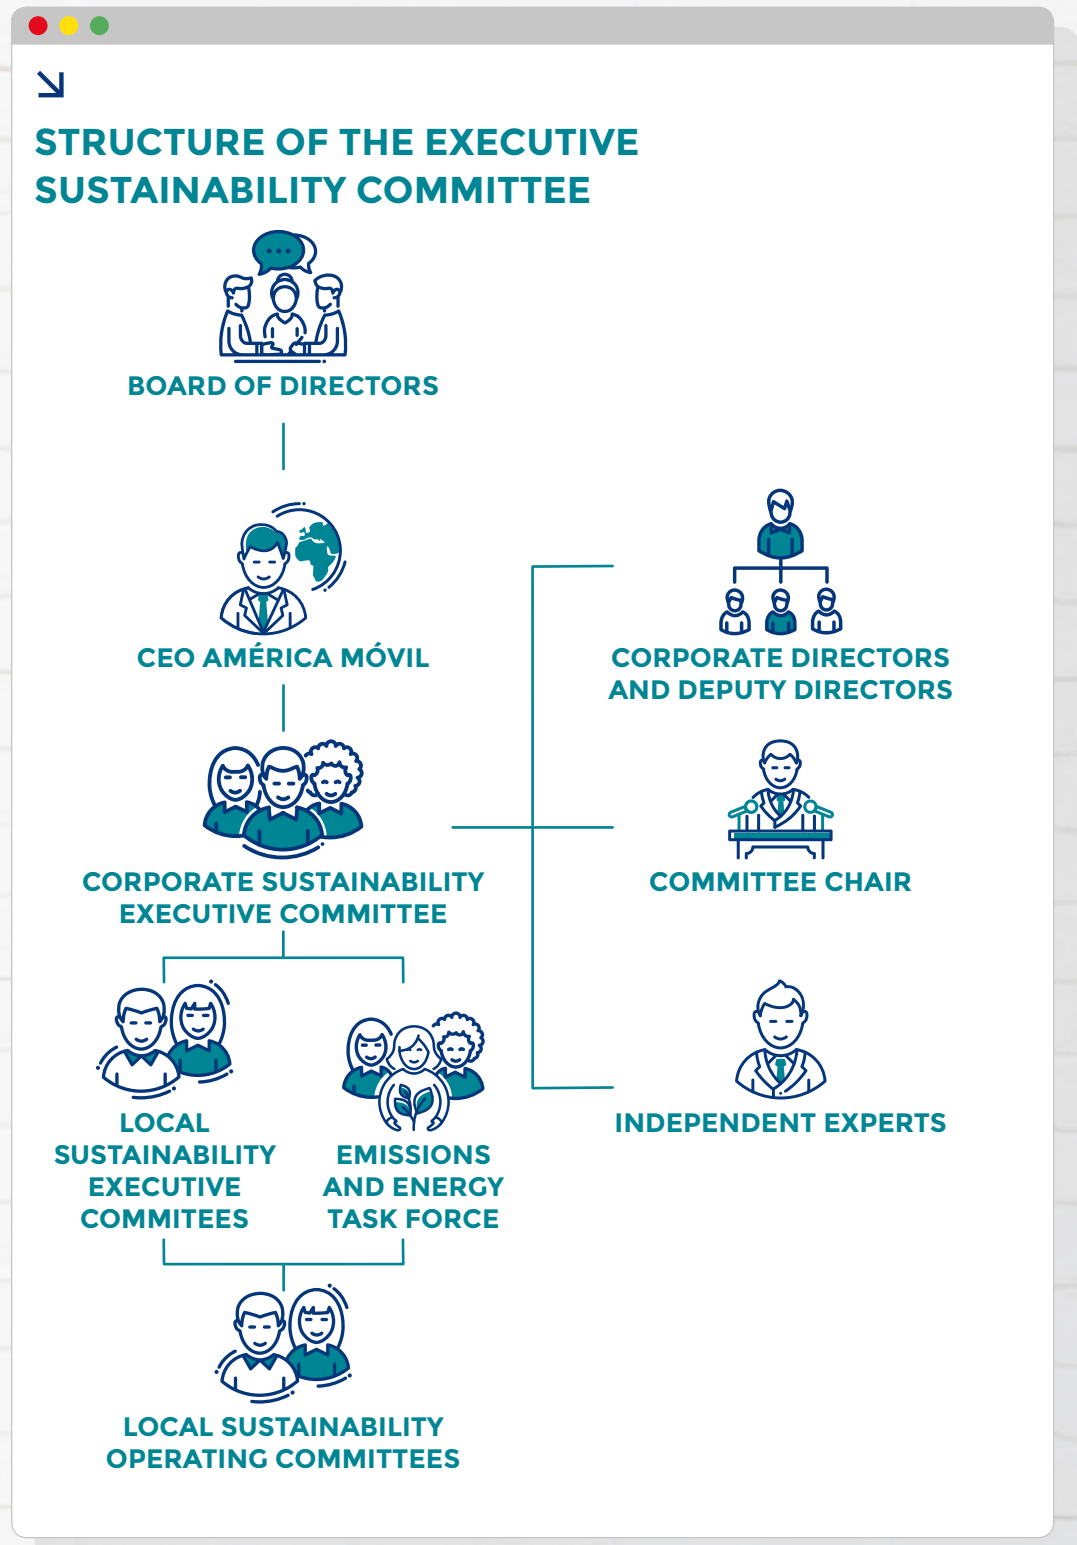 STRUCTURE OF THE EXECUTIVE
SUSTAINABILITY COMMITTEE
BOARD OF DIRECTORS
CEO AMÉRICA MÓVIL
CORPORATE DIRECTORS
AND DEPUTY DIRECTORS
CORPORATE SUSTAINABILITY
EXECUTIVE COMMITTEE
COMMITTEE CHAIR
LOCAL
SUSTAINABILITY
EXECUTIVE
COMMITEES
EMISSIONS
AND ENERGY
TASK FORCE
INDEPENDENT EXPERTS
LOCAL SUSTAINABILITY
OPERATING COMMITTEES